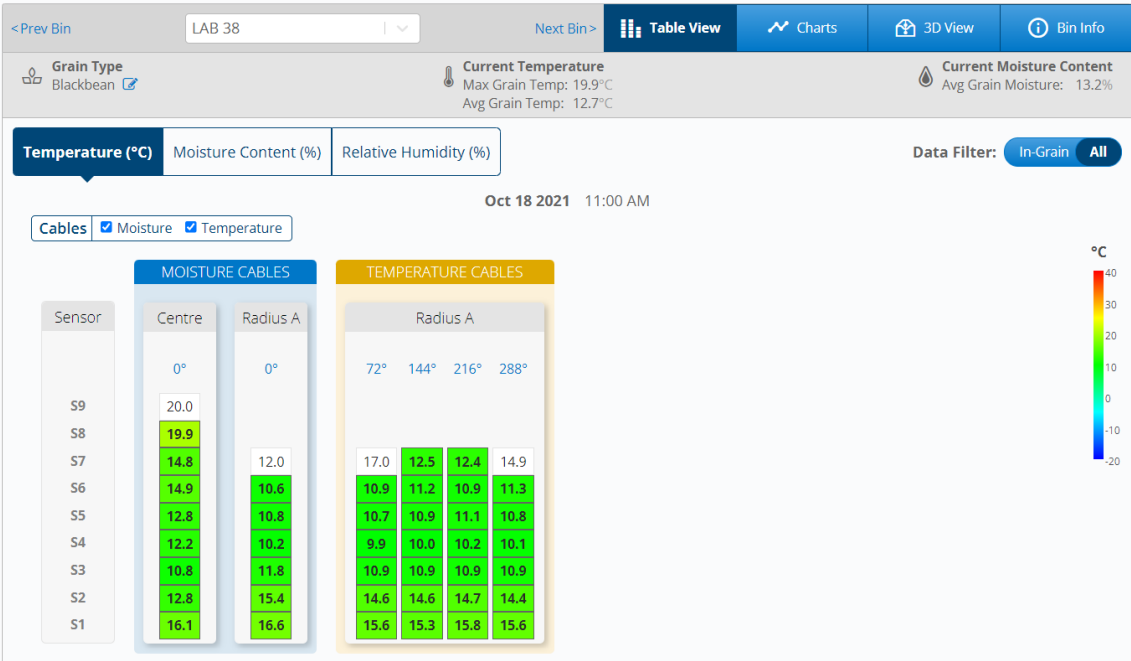 <Prev Bin LAB 38 Next Bin> Table View Charts 3D View Bin Info
Grain Type
Blackbean
Current Temperature
Max Grain Temp: 19.9°C
Avg Grain Temp: 12.7°C
Current Moisture Content
Avg Grain Moisture: 13.2%
Temperature (°C) Moisture Content (%) Relative Humidity (%)
Data Filter: In-Grain All
Oct 18 2021 11:00 AM
Cables Moisture Temperature
MOISTURE CABLES TEMPERATURE CABLES
Sensor Centre Radius A Radius A
0° 0° 72° 144° 216° 288°
S9 20.0
S8 19.9
S7 14.8 12.0 17.0 12.5 12.4 14.9
S6 14.9 10.6 10.9 11.2 10.9 11.3
S5 12.8 10.8 10.7 10.9 11.1 10.8
S4 12.2 10.2 9.9 10.0 10.2 10.1
S3 10.8 11.8 10.9 10.9 10.9 10.9
S2 12.8 15.4 14.6 14.6 14.7 14.4
S1 16.1 16.6 15.6 15.3 15.8 15.6
°C
40
30
20
10
0
-10
-20